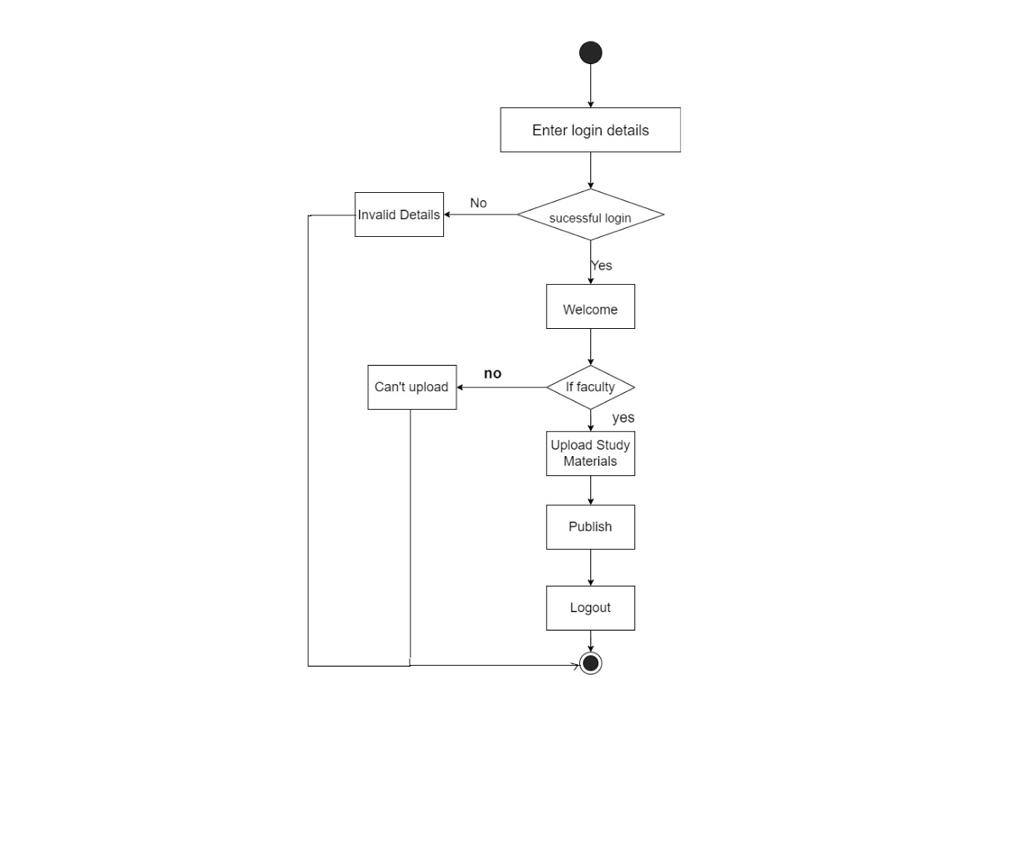 Enter login details
No
Invalid Details
sucessful login
Yes
Welcome
no
Can't upload
If faculty
yes
Upload Study
Materials
Publish
Logout